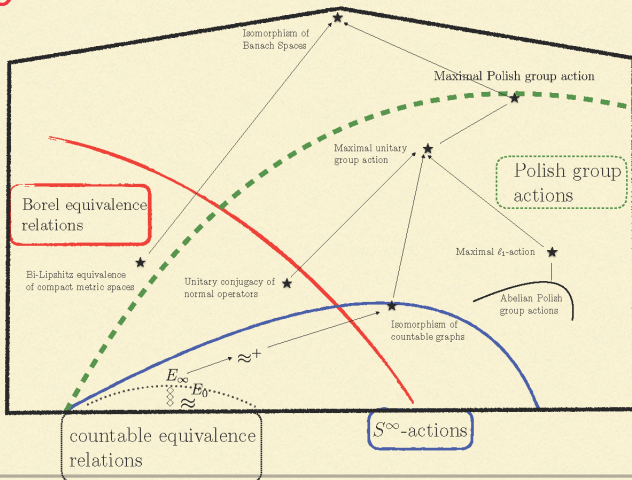 Isomorphism of
Banach Spaces
Maximal Polish group action
Maximal unitary
group action
Polish group
actions
Borel equivalence
relations
Maximal ℓ₁-action
Bi-Lipshitz equivalence
of compact metric spaces
Unitary conjugacy of
normal operators
Abelian Polish
group actions
Isomorphism of
countable graphs
≈⁺
E∞
E₀
≈
countable equivalence
relations
S∞-actions